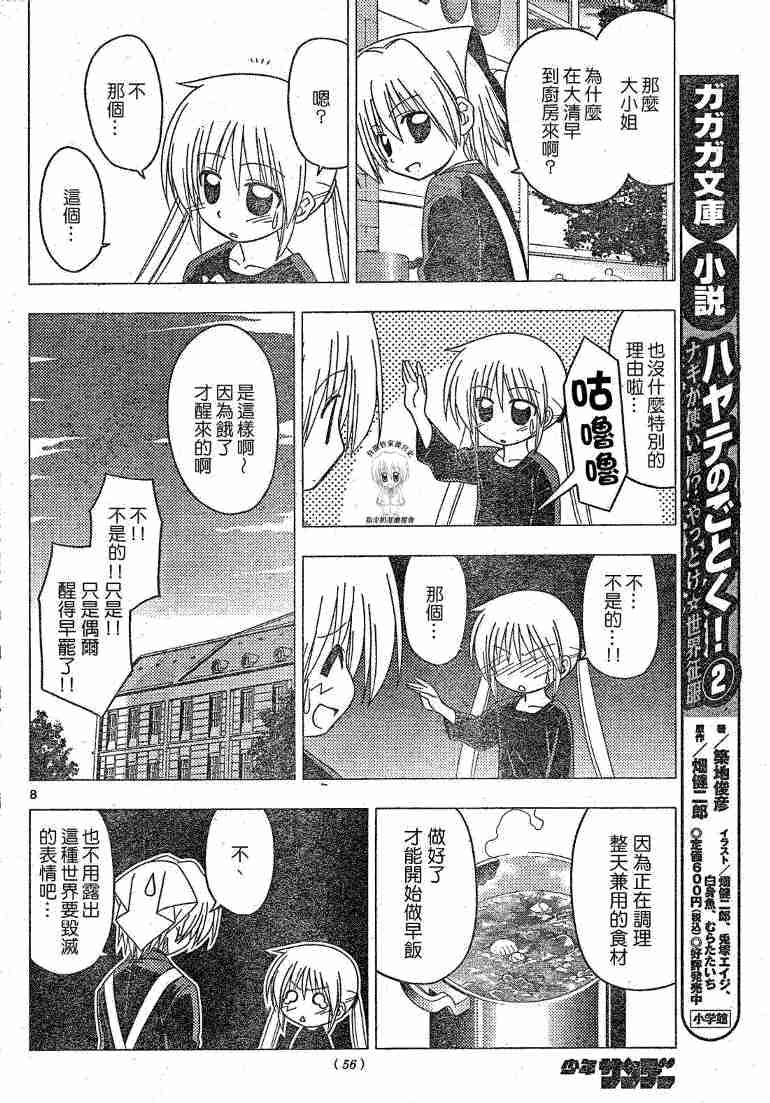 那麼
大小姐
為什麼
在大清早
到廚房來啊?
嗯?
不
那個…
這個…
也沒什麼特別的
理由啦…
咕嚕嚕
是這樣啊~
因為餓了
才醒來的啊
不…
不是的!!
那個…
不!!
不是的!!只是!!
只是偶爾
醒得早罷了!!
因為正在調理
整天兼用的食材
做好了
才能開始做早飯
不、
也不用露出
這種世界要毀滅
的表情吧…
8
(56)
少年サンデー
ガガガ文庫
小説
ハヤテのごとく!②
ナギが使い魔!?やっとけ!☆世界征服
著/築地俊彦
原作/畑健二郎
イラスト/畑健二郎、兎塚エイジ、
白身魚、むらたたいち
◎定価600円(税込)◎好評発売中
小学館